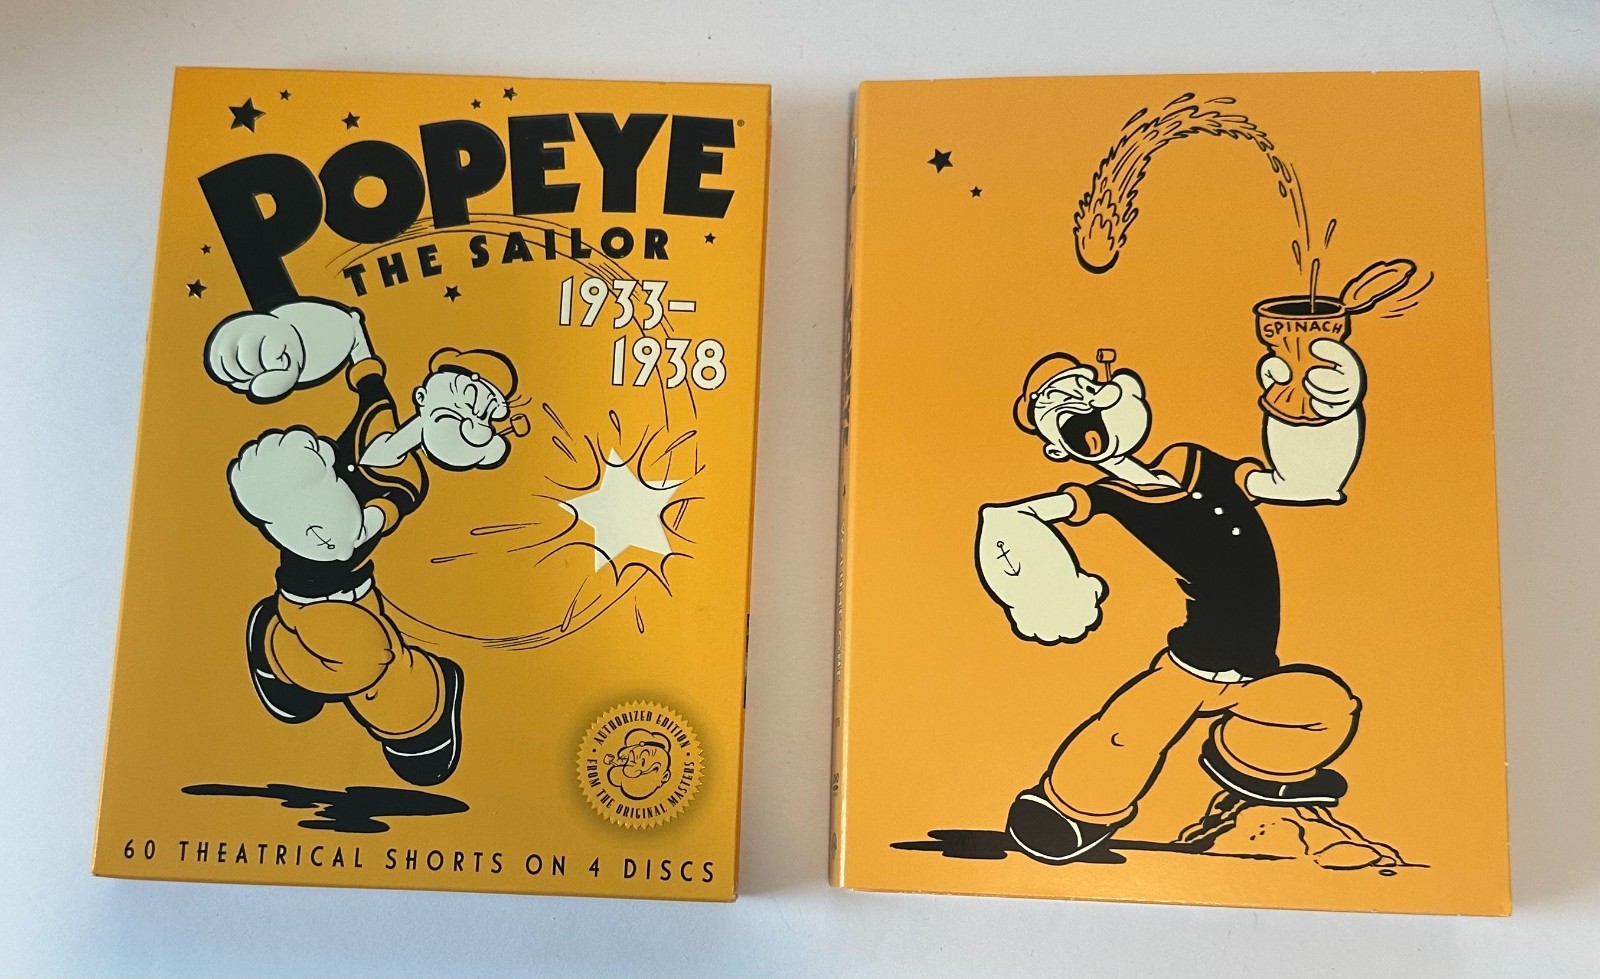 POPEYE®
THE SAILOR
1933–
1938
AUTHORIZED EDITION
FROM THE ORIGINAL MASTERS
60 THEATRICAL SHORTS ON 4 DISCS
SPINACH